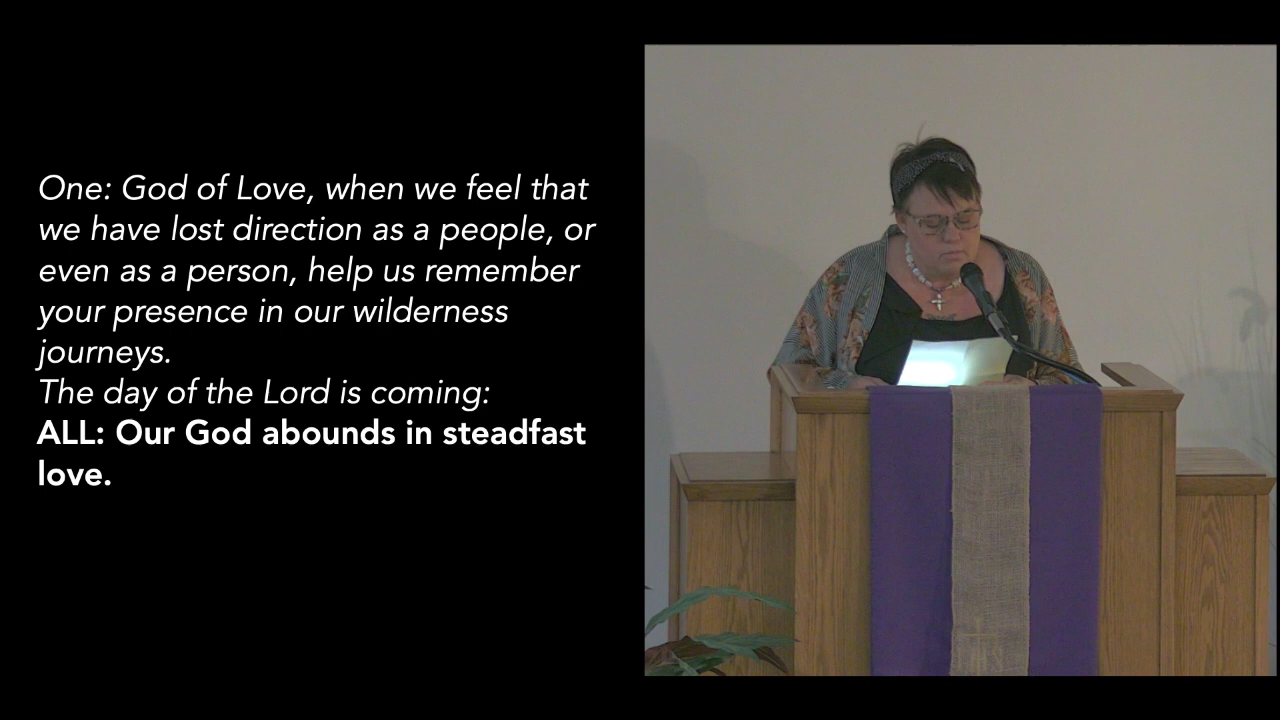 One: God of Love, when we feel that
we have lost direction as a people, or
even as a person, help us remember
your presence in our wilderness
journeys.
The day of the Lord is coming:
ALL: Our God abounds in steadfast
love.